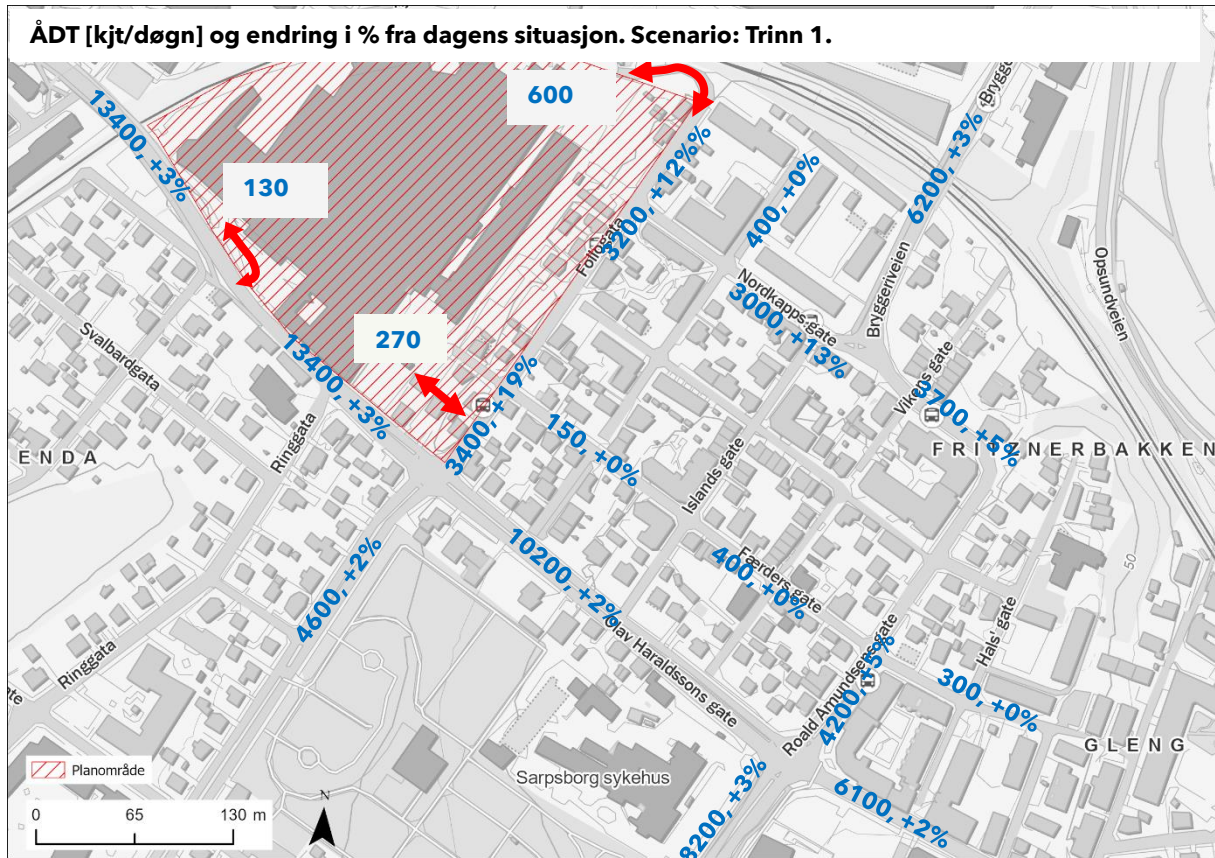 ÅDT [kjt/døgn] og endring i % fra dagens situasjon. Scenario: Trinn 1.
600
13400, +3%
130
3200, +12%%
400, +0%
6200, +3%
Follogata
Bryggeriveien
Opsundveien
Nordkapps gate
3000, +13%
Svalbardgata
270
13400, +3%
Vikens gate
3700, +5%
3400, +19%
150, +0%
ENDA
Ringgata
FRITZNERBAKKEN
Islands gate
10200, +2%
4600, +2%
Færders gate
400, +0%
50
Olav Haraldssons gate
Hals' gate
Ringgata
gate
Roald Amundsens gate
4200, +5%
300, +0%
GLENG
Planområde
Sarpsborg sykehus
N
0 65 130 m
8200, +3%
6100, +2%